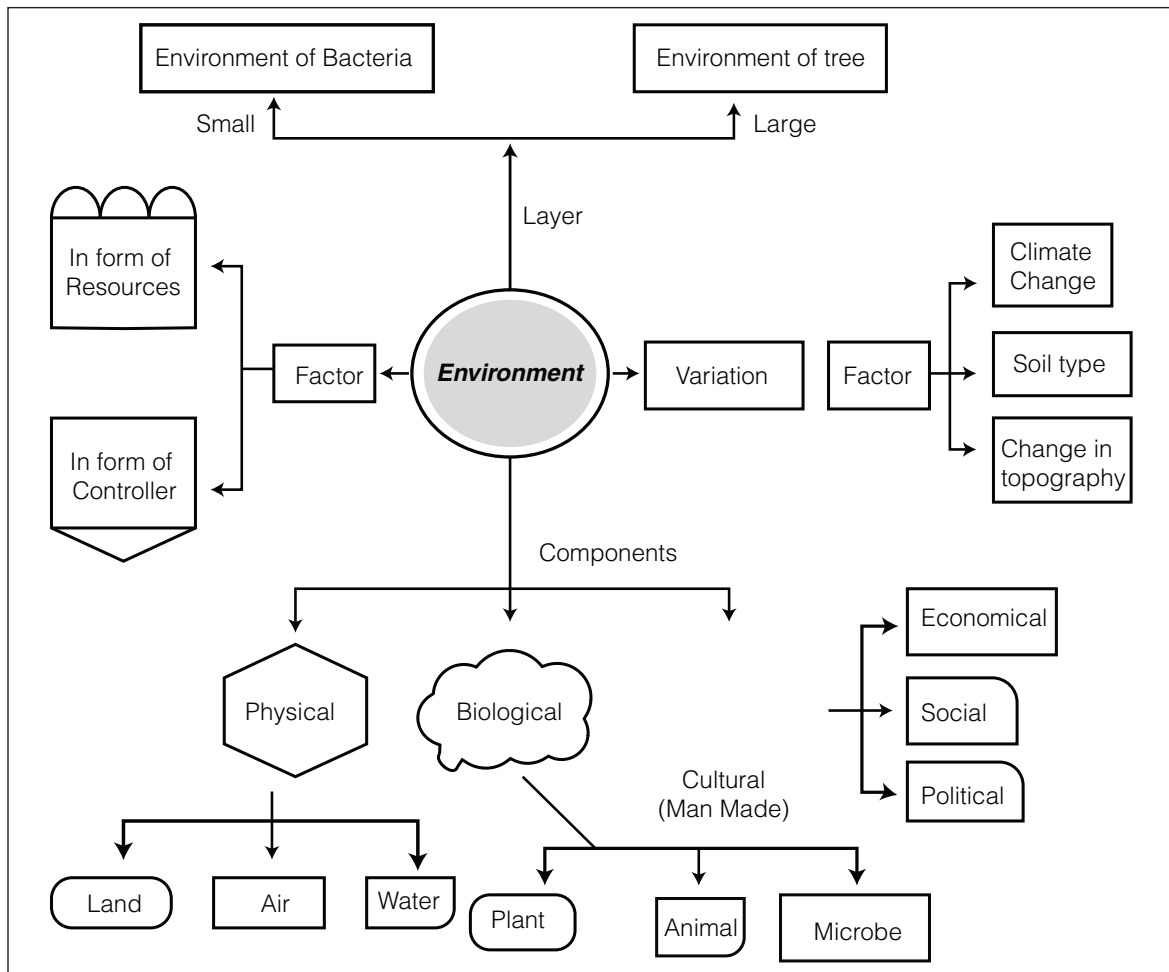 Environment of Bacteria
Environment of tree
Small
Large
Layer
In form of
Resources
Climate
Change
Factor
Environment
Variation
Factor
Soil type
In form of
Controller
Change in
topography
Components
Economical
Physical
Biological
Social
Cultural
(Man Made)
Political
Land
Air
Water
Plant
Animal
Microbe